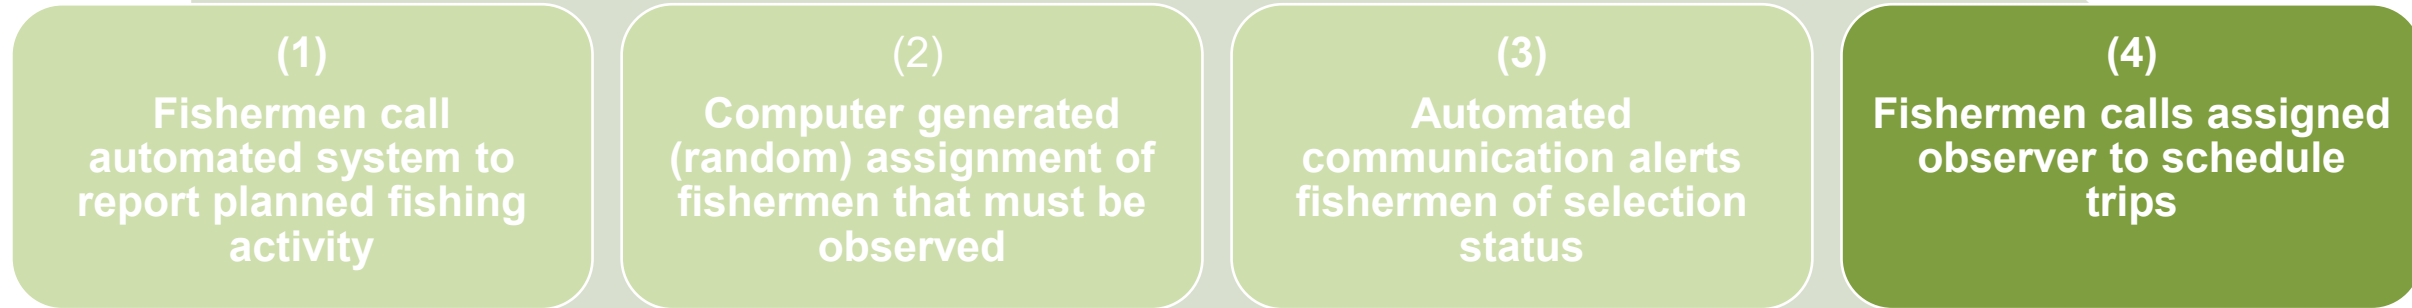 (1)
Fishermen call
automated system to
report planned fishing
activity
(2)
Computer generated
(random) assignment of
fishermen that must be
observed
(3)
Automated
communication alerts
fishermen of selection
status
(4)
Fishermen calls assigned
observer to schedule
trips